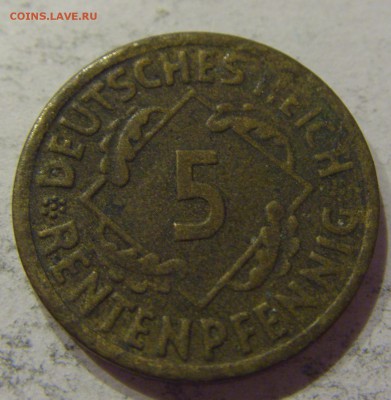 COINS.LAVE.RU
DEUTSCHES REICH
5
RENTENPFENNIG